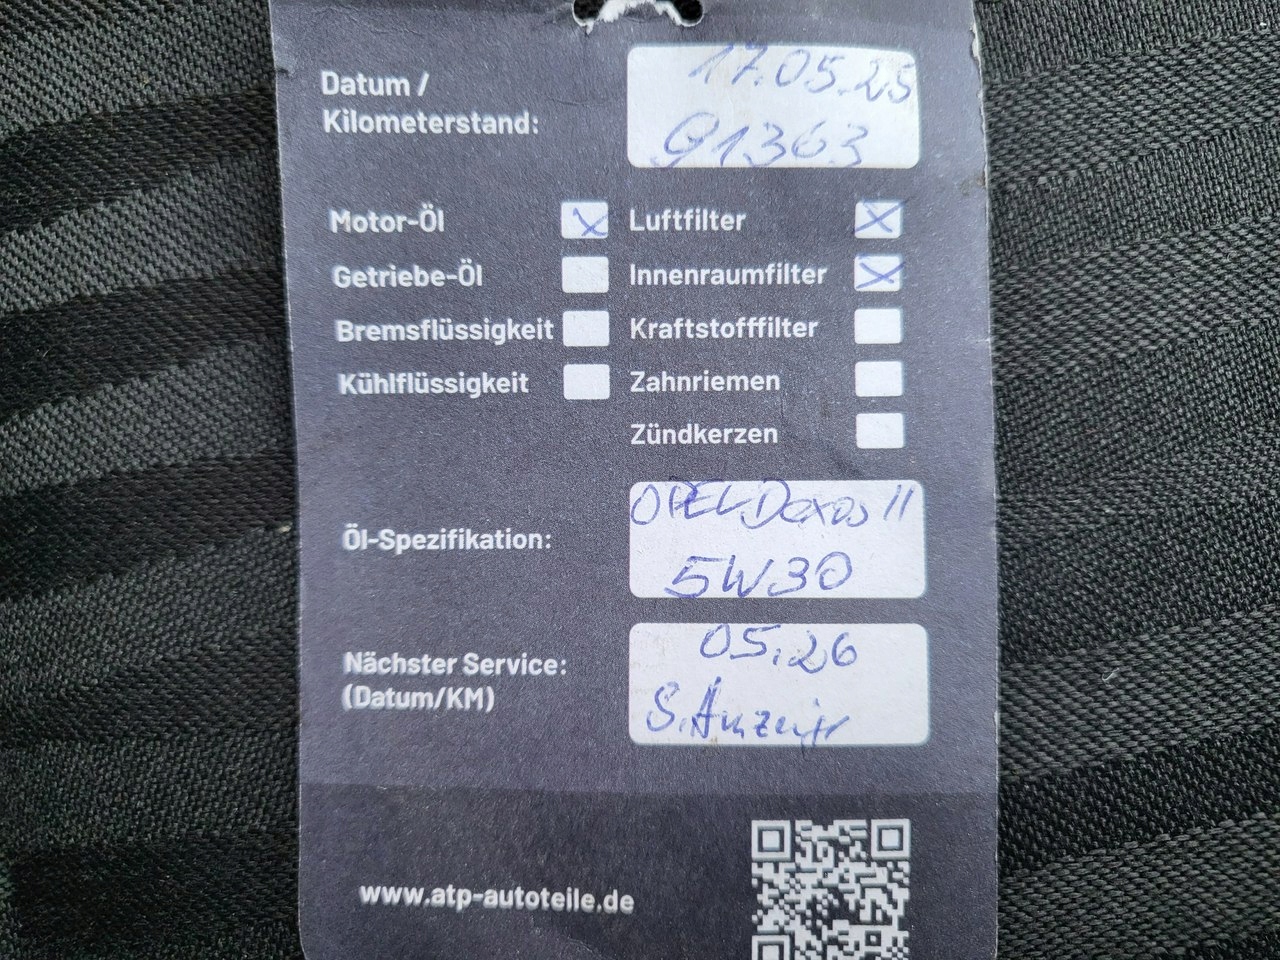 Datum /
Kilometerstand:
17.05.25
91363
Motor-Öl
Getriebe-Öl
Bremsflüssigkeit
Kühlflüssigkeit
Luftfilter
Innenraumfilter
Kraftstofffilter
Zahnriemen
Zündkerzen
Öl-Spezifikation:
OPEL Dexos II
5W30
Nächster Service:
(Datum/KM)
05.26
S. Anzeige
www.atp-autoteile.de